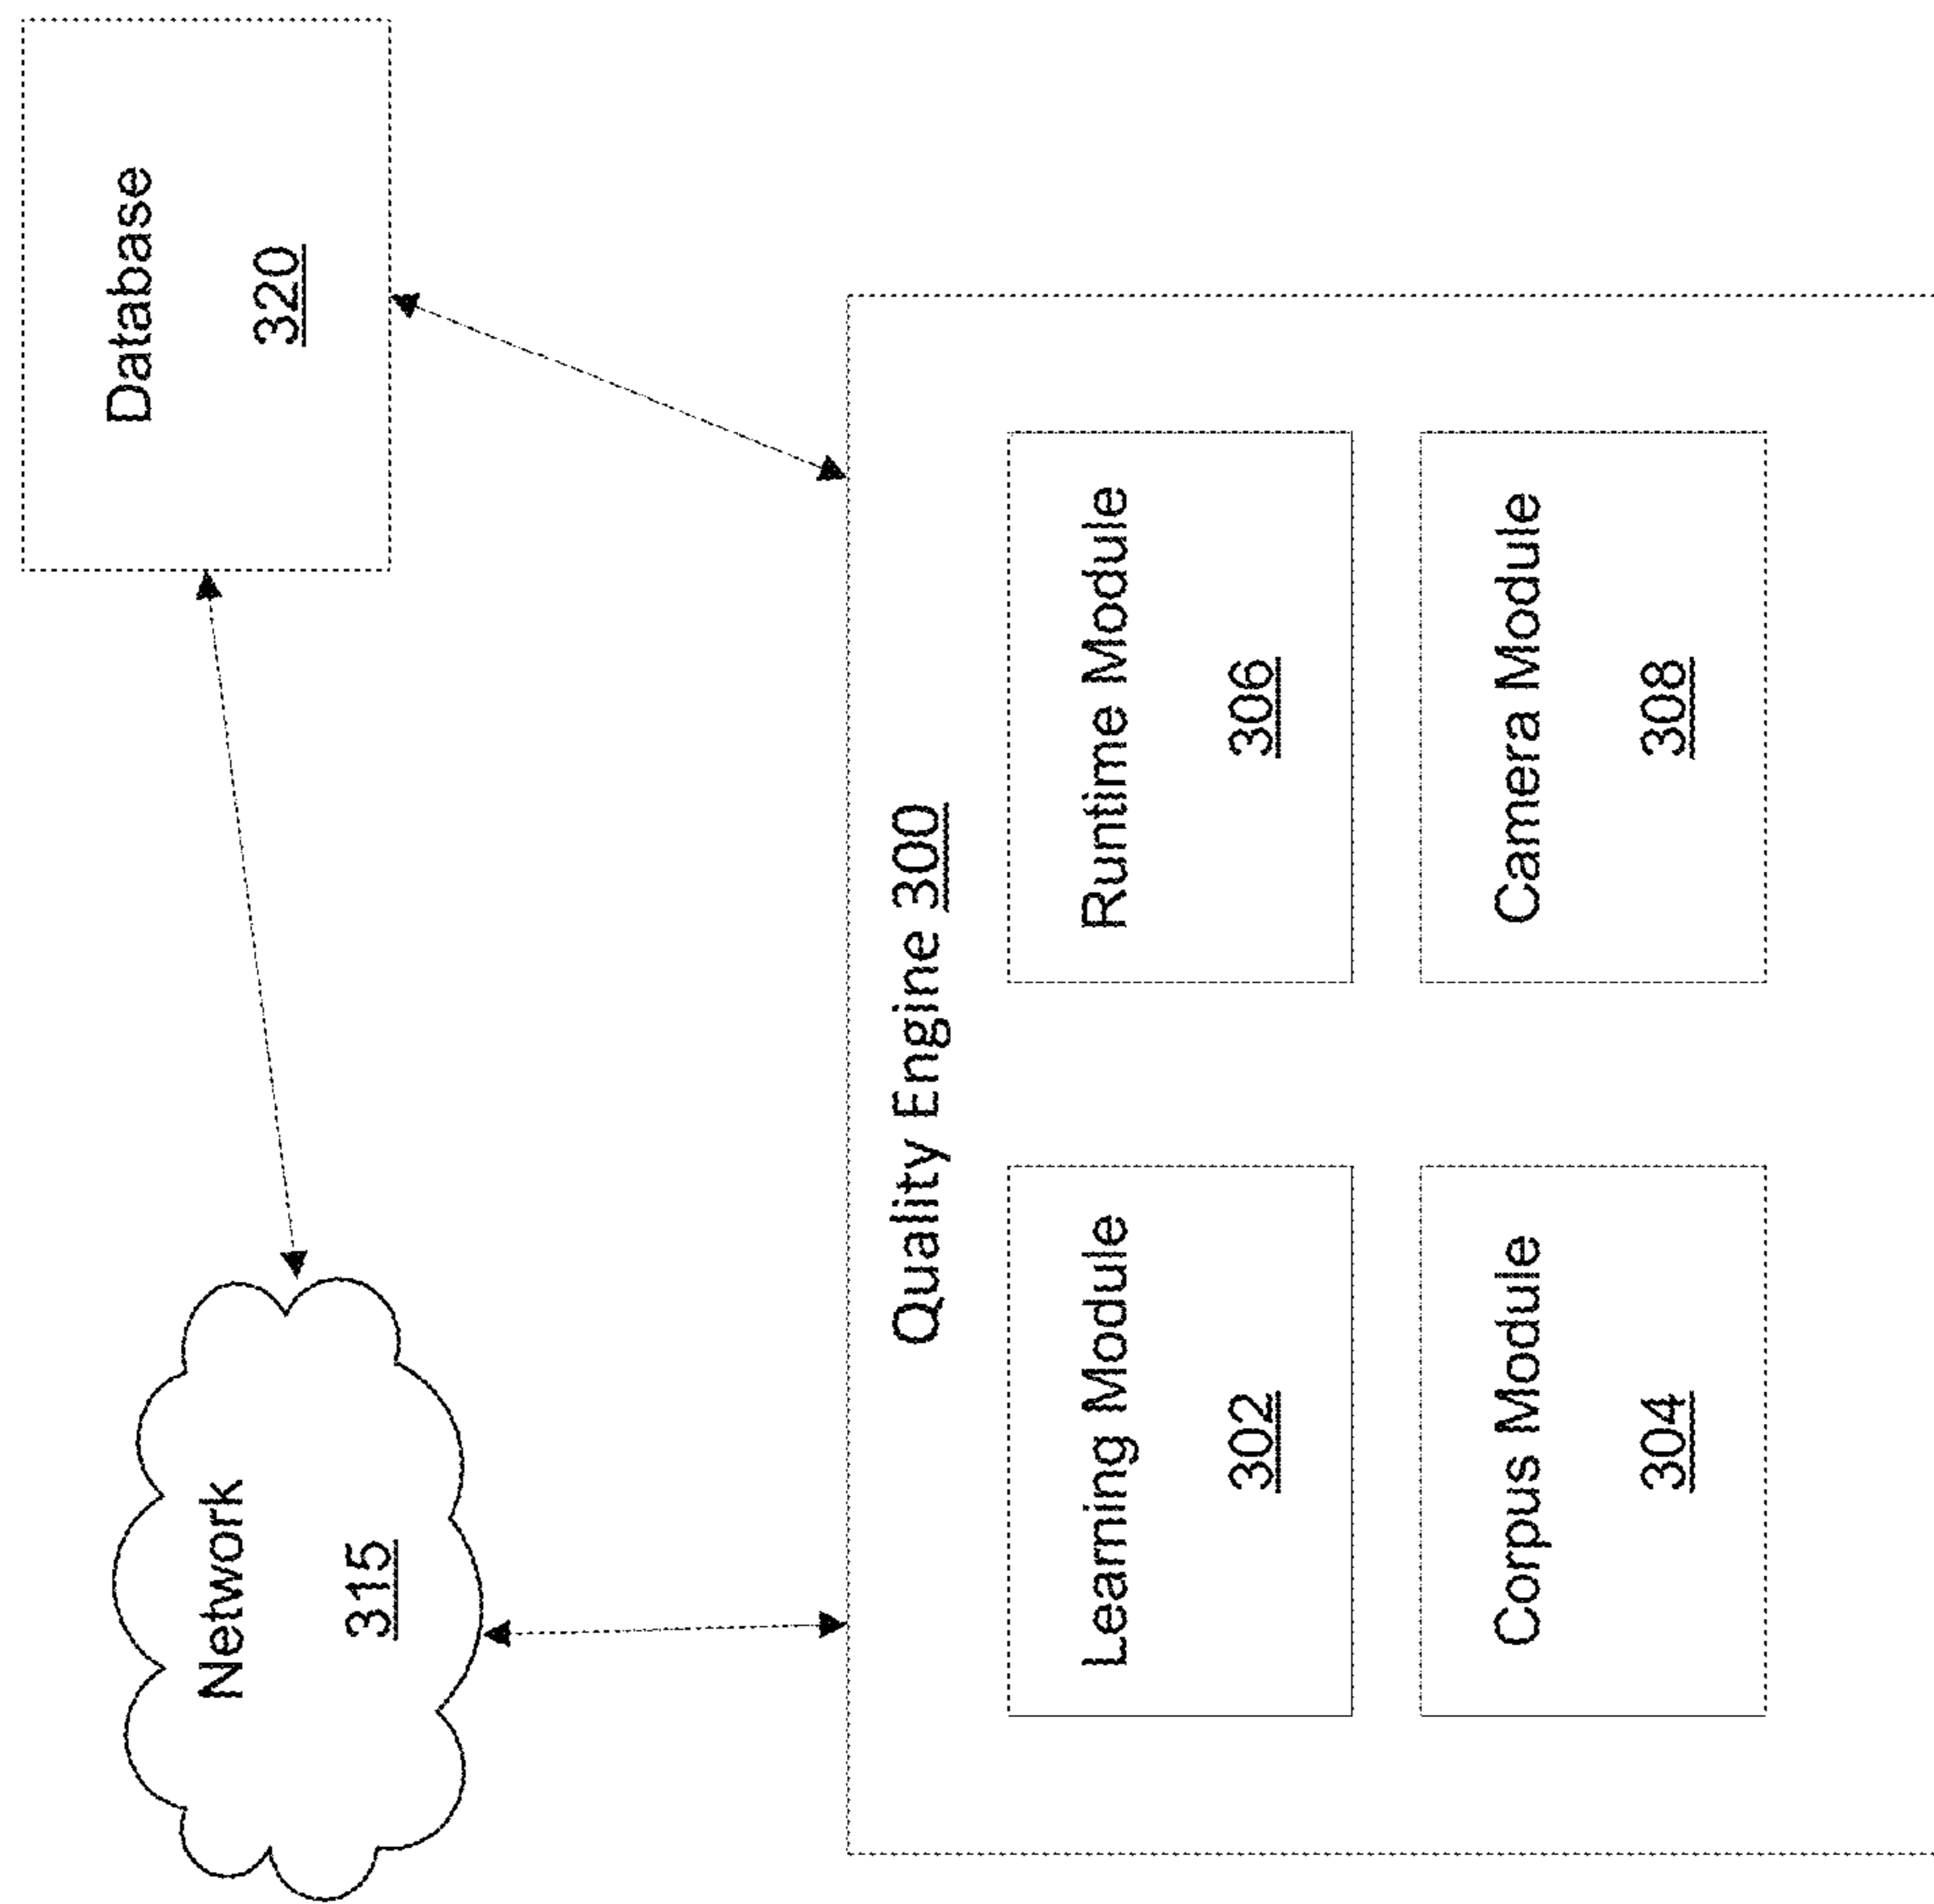 Network
315
Database
320
Quality Engine 300
Learning Module
302
Runtime Module
306
Corpus Module
304
Camera Module
308